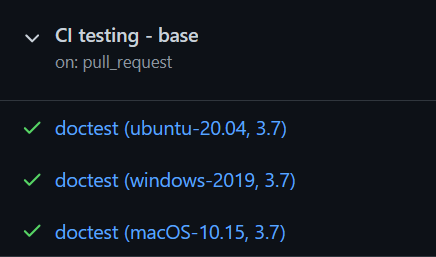 CI testing - base
on: pull_request
doctest (ubuntu-20.04, 3.7)
doctest (windows-2019, 3.7)
doctest (macOS-10.15, 3.7)